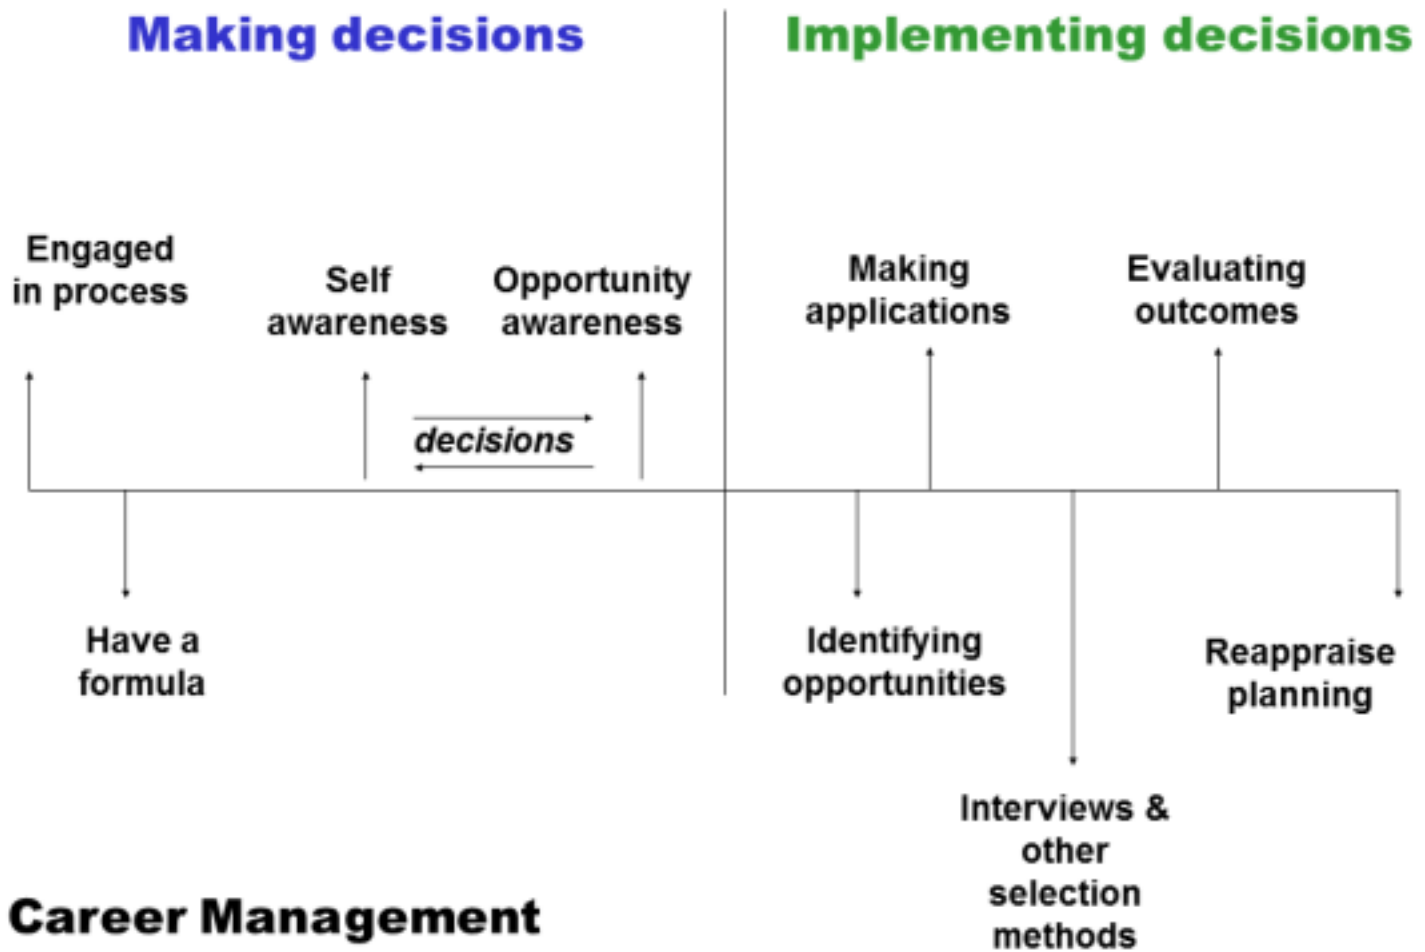 Making decisions
Implementing decisions
Engaged
in process
Self
awareness
Opportunity
awareness
decisions
Have a
formula
Making
applications
Evaluating
outcomes
Identifying
opportunities
Interviews &
other
selection
methods
Reappraise
planning
Career Management